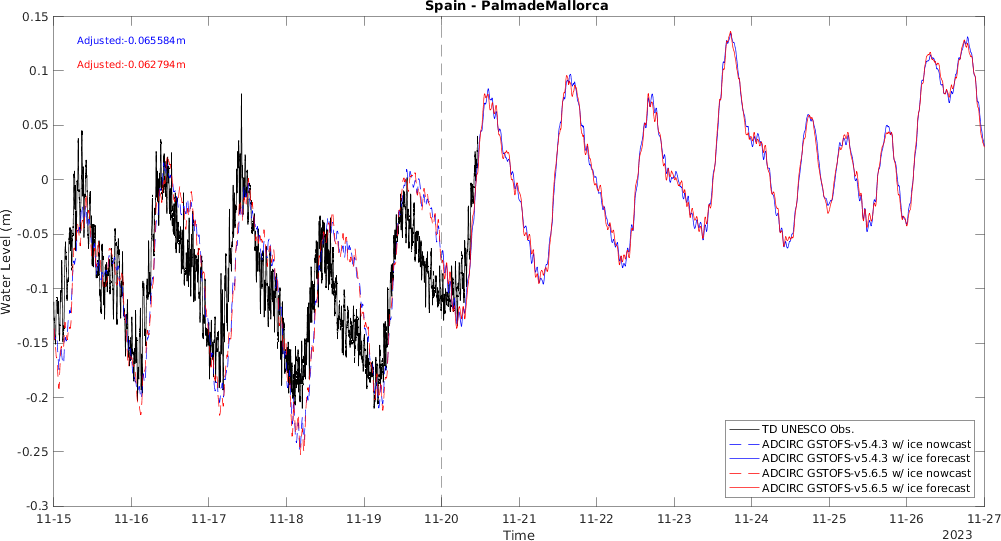 Spain - PalmadeMallorca
0.15
0.1
0.05
0
-0.05
-0.1
-0.15
-0.2
-0.25
-0.3
Water Level (m)
Adjusted:-0.065584m
Adjusted:-0.062794m
TD UNESCO Obs.
ADCIRC GSTOFS-v5.4.3 w/ ice nowcast
ADCIRC GSTOFS-v5.4.3 w/ ice forecast
ADCIRC GSTOFS-v5.6.5 w/ ice nowcast
ADCIRC GSTOFS-v5.6.5 w/ ice forecast
11-15 11-16 11-17 11-18 11-19 11-20 11-21 11-22 11-23 11-24 11-25 11-26 11-27
Time
2023